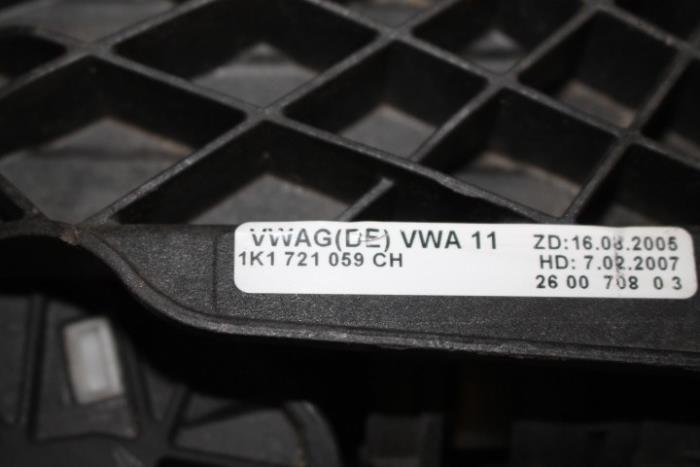 VWAG(DE) VWA 11 ZD:16.08.2005
1K1 721 059 CH HD: 7.02.2007
26 00 708 0 3